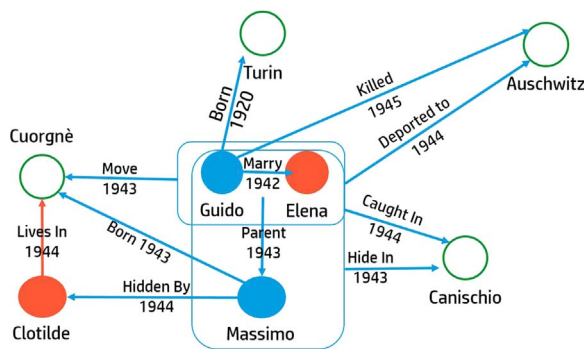 Turin
Born
1920
Killed
1945
Auschwitz
Deported to
1944
Cuorgnè
Move
1943
Marry
1942
Guido
Elena
Caught In
1944
Lives In
1944
Born 1943
Parent
1943
Hide In
1943
Canischio
Hidden By
1944
Clotilde
Massimo